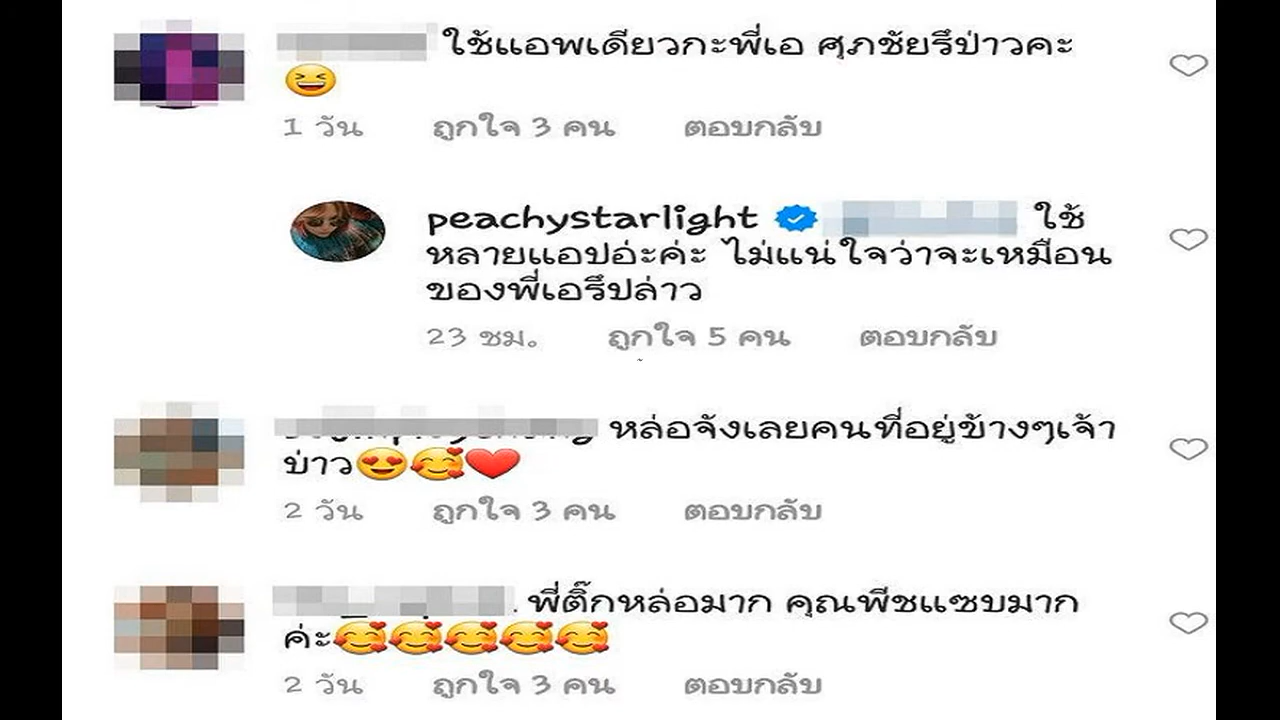 ใช้แอพเดียวกะพี่เอ ศุภชัยรึป่าวคะ
😆
1 วัน ถูกใจ 3 คน ตอบกลับ
peachystarlight ใช้
หลายแอปอ่ะค่ะ ไม่แน่ใจว่าจะเหมือน
ของพี่เอรึปล่าว
23 ชม. ถูกใจ 5 คน ตอบกลับ
หล่อจังเลยคนที่อยู่ข้างๆเจ้า
บ่าว😍🥰❤️
2 วัน ถูกใจ 3 คน ตอบกลับ
พี่ติ๊กหล่อมาก คุณพีชแซบมาก
ค่ะ🥰🥰🥰🥰🥰
2 วัน ถูกใจ 3 คน ตอบกลับ